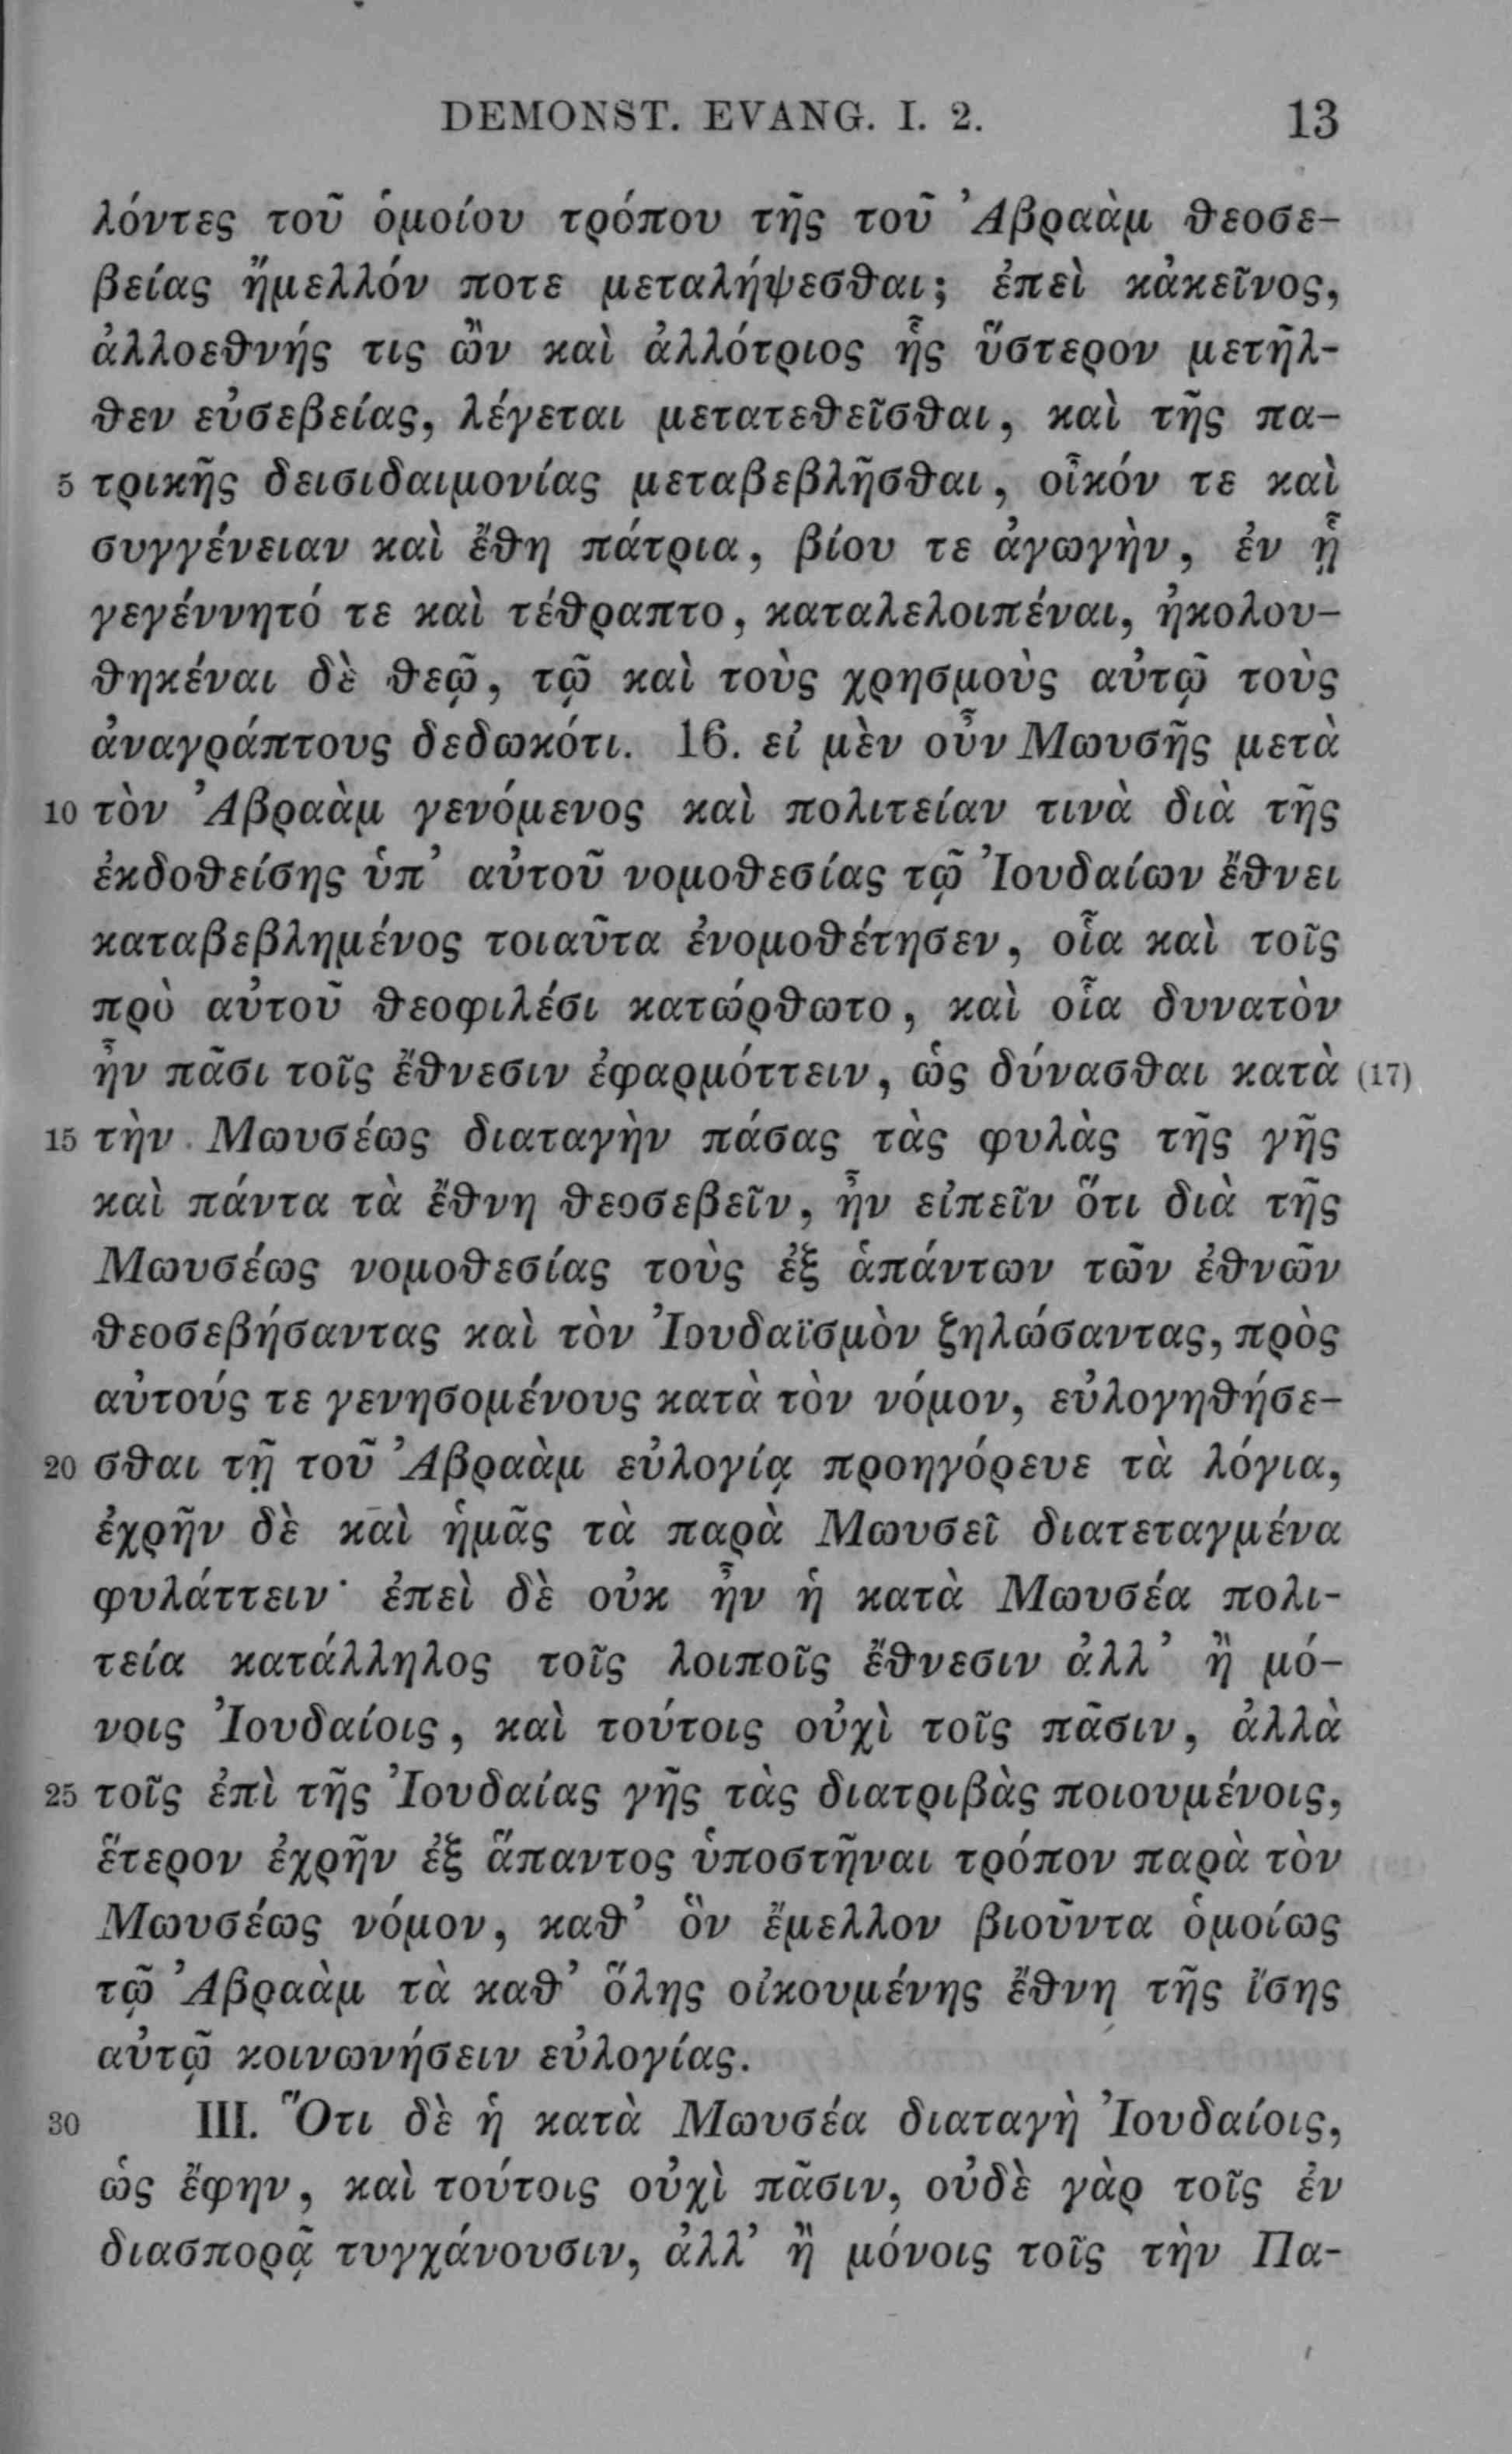 DEMONST. EVANG. I. 2. 13
λόντες τοῦ ὁμοίου τρόπου τῆς τοῦ Ἀβραὰμ θεοσε-
βείας ἤμελλόν ποτε μεταλήψεσθαι; ἐπεὶ κἀκεῖνος,
ἀλλοεθνής τις ὢν καὶ ἀλλότριος ἧς ὕστερον μετῆλ-
θεν εὐσεβείας, λέγεται μετατεθεῖσθαι, καὶ τῆς πα-
5 τρικῆς δεισιδαιμονίας μεταβεβλῆσθαι, οἶκόν τε καὶ
συγγένειαν καὶ ἔθη πάτρια, βίου τε ἀγωγὴν, ἐν ᾗ
γεγέννητό τε καὶ τέθραπτο, καταλελοιπέναι, ἠκολου-
θηκέναι δὲ θεῷ, τῷ καὶ τοὺς χρησμοὺς αὐτῷ τοὺς
ἀναγράπτους δεδωκότι. 16. εἰ μὲν οὖν Μωυσῆς μετὰ
10 τὸν Ἀβραὰμ γενόμενος καὶ πολιτείαν τινὰ διὰ τῆς
ἐκδοθείσης ὑπ’ αὐτοῦ νομοθεσίας τῷ Ἰουδαίων ἔθνει
καταβεβλημένος τοιαῦτα ἐνομοθέτησεν, οἷα καὶ τοῖς
πρὸ αὐτοῦ θεοφιλέσι κατώρθωτο, καὶ οἷα δυνατὸν
ἦν πᾶσι τοῖς ἔθνεσιν ἐφαρμόττειν, ὡς δύνασθαι κατὰ (17)
15 τὴν Μωυσέως διαταγὴν πάσας τὰς φυλὰς τῆς γῆς
καὶ πάντα τὰ ἔθνη θεοσεβεῖν, ἦν εἰπεῖν ὅτι διὰ τῆς
Μωυσέως νομοθεσίας τοὺς ἐξ ἁπάντων τῶν ἐθνῶν
θεοσεβήσαντας καὶ τὸν Ἰουδαϊσμὸν ζηλώσαντας, πρὸς
αὐτούς τε γενησομένους κατὰ τὸν νόμον, εὐλογηθήσε-
20 σθαι τῇ τοῦ Ἀβραὰμ εὐλογίᾳ προηγόρευε τὰ λόγια,
ἐχρῆν δὲ καὶ ἡμᾶς τὰ παρὰ Μωυσεῖ διατεταγμένα
φυλάττειν· ἐπεὶ δὲ οὐκ ἦν ἡ κατὰ Μωυσέα πολι-
τεία κατάλληλος τοῖς λοιποῖς ἔθνεσιν ἀλλ’ ἢ μό-
νοις Ἰουδαίοις, καὶ τούτοις οὐχὶ τοῖς πᾶσιν, ἀλλὰ
25 τοῖς ἐπὶ τῆς Ἰουδαίας γῆς τὰς διατριβὰς ποιουμένοις,
ἕτερον ἐχρῆν ἐξ ἅπαντος ὑποστῆναι τρόπον παρὰ τὸν
Μωυσέως νόμον, καθ’ ὃν ἔμελλον βιοῦντα ὁμοίως
τῷ Ἀβραὰμ τὰ καθ’ ὅλης οἰκουμένης ἔθνη τῆς ἴσης
αὐτῷ κοινωνήσειν εὐλογίας.
30 III. Ὅτι δὲ ἡ κατὰ Μωυσέα διαταγὴ Ἰουδαίοις,
ὡς ἔφην, καὶ τούτοις οὐχὶ πᾶσιν, οὐδὲ γὰρ τοῖς ἐν
διασπορᾷ τυγχάνουσιν, ἀλλ’ ἢ μόνοις τοῖς τὴν Πα-